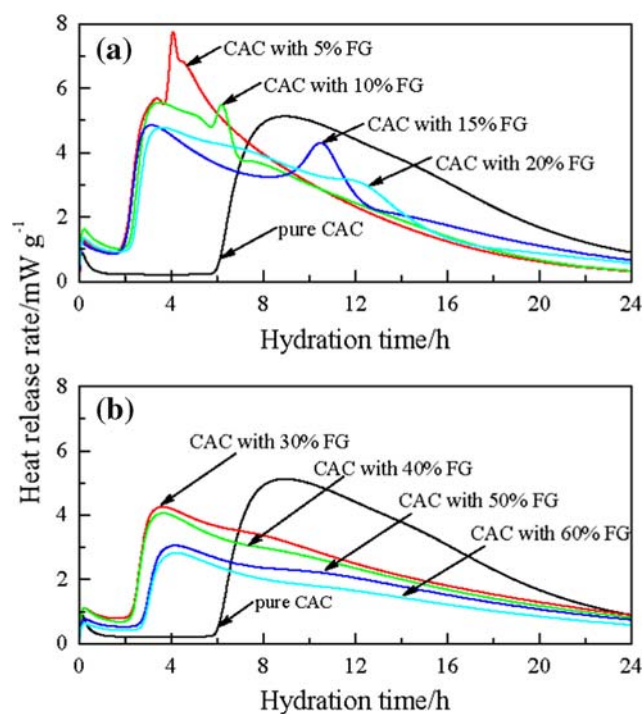 (a)
CAC with 5% FG
CAC with 10% FG
CAC with 15% FG
CAC with 20% FG
pure CAC
8
6
4
2
0
0 4 8 12 16 20 24
Hydration time/h
Heat release rate/mW g⁻¹
(b)
CAC with 30% FG
CAC with 40% FG
CAC with 50% FG
CAC with 60% FG
pure CAC
8
6
4
2
0
0 4 8 12 16 20 24
Hydration time/h